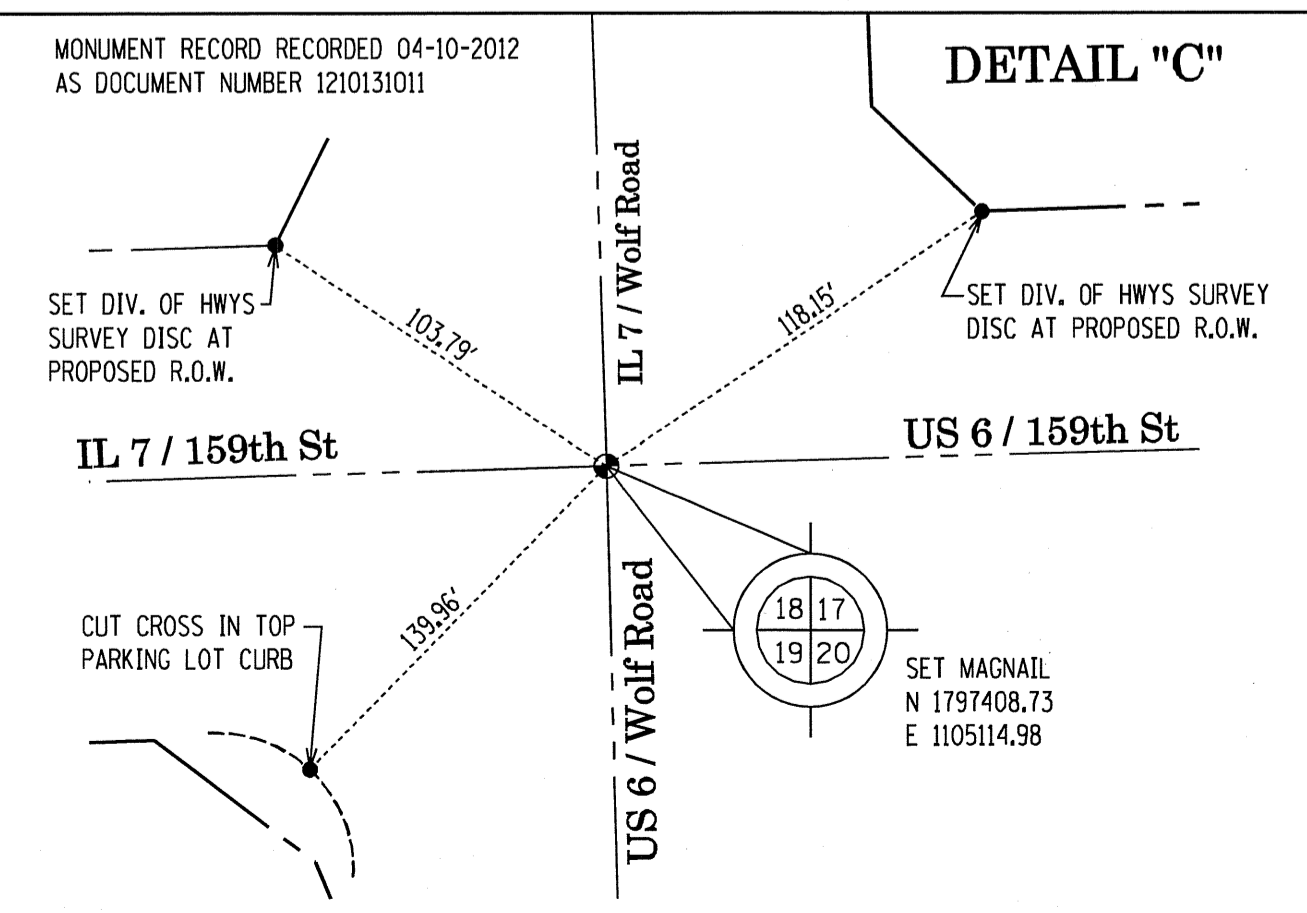 MONUMENT RECORD RECORDED 04-10-2012
AS DOCUMENT NUMBER 1210131011
DETAIL "C"
IL 7 / Wolf Road
SET DIV. OF HWYS
SURVEY DISC AT
PROPOSED R.O.W.
103.79'
118.15'
SET DIV. OF HWYS SURVEY
DISC AT PROPOSED R.O.W.
IL 7 / 159th St
US 6 / 159th St
139.96'
CUT CROSS IN TOP
PARKING LOT CURB
US 6 / Wolf Road
18 17
19 20
SET MAGNAIL
N 1797408.73
E 1105114.98